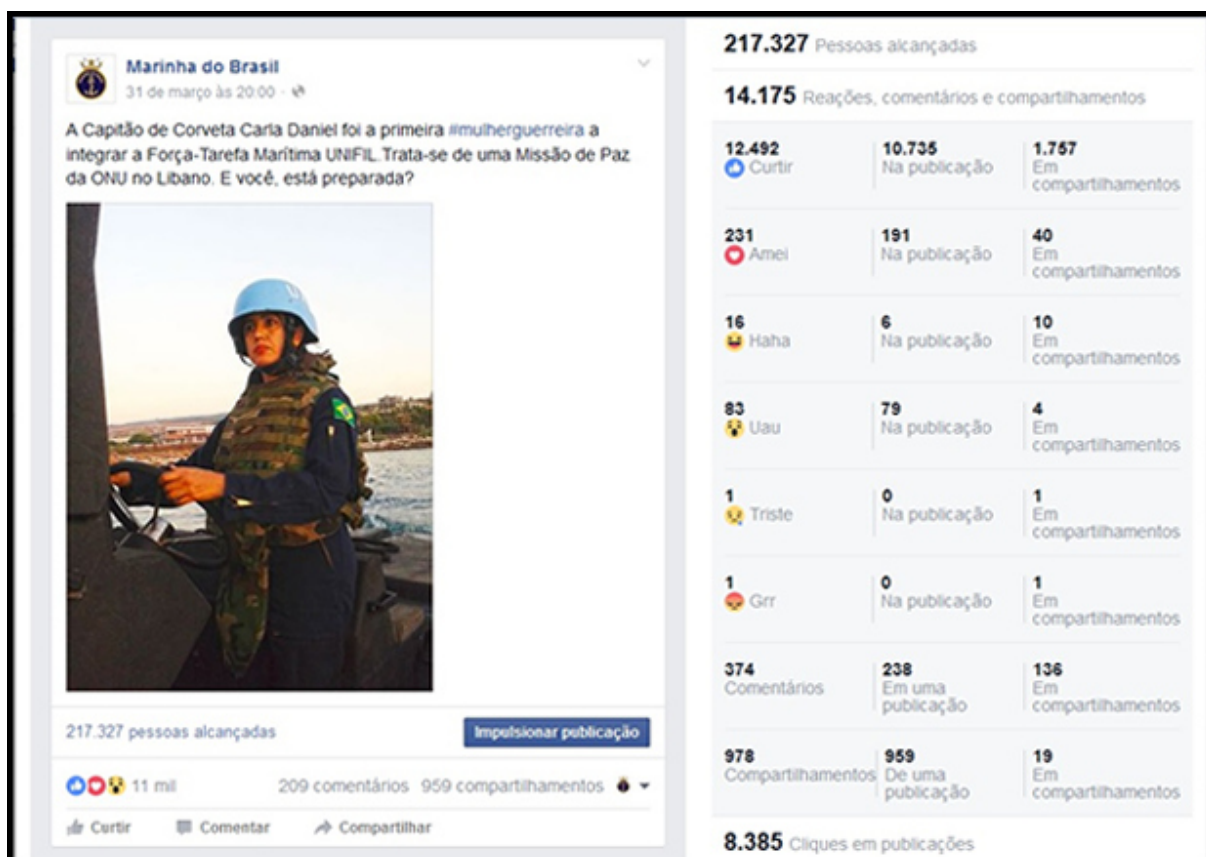 Marinha do Brasil
31 de março às 20:00 ·
A Capitão de Corveta Carla Daniel foi a primeira #mulherguerreira a
integrar a Força-Tarefa Marítima UNIFIL.Trata-se de uma Missão de Paz
da ONU no Líbano. E você, está preparada?
217.327 pessoas alcançadas
Impulsionar publicação
11 mil
209 comentários 959 compartilhamentos
Curtir Comentar Compartilhar
217.327 Pessoas alcançadas
14.175 Reações, comentários e compartilhamentos
12.492 10.735 1.757
Curtir Na publicação Em
compartilhamentos
231 191 40
Amei Na publicação Em
compartilhamentos
16 6 10
Haha Na publicação Em
compartilhamentos
83 79 4
Uau Na publicação Em
compartilhamentos
1 0 1
Triste Na publicação Em
compartilhamentos
1 0 1
Grr Na publicação Em
compartilhamentos
374 238 136
Comentários Em uma Em
publicação compartilhamentos
978 959 19
Compartilhamentos De uma Em
publicação compartilhamentos
8.385 Cliques em publicações